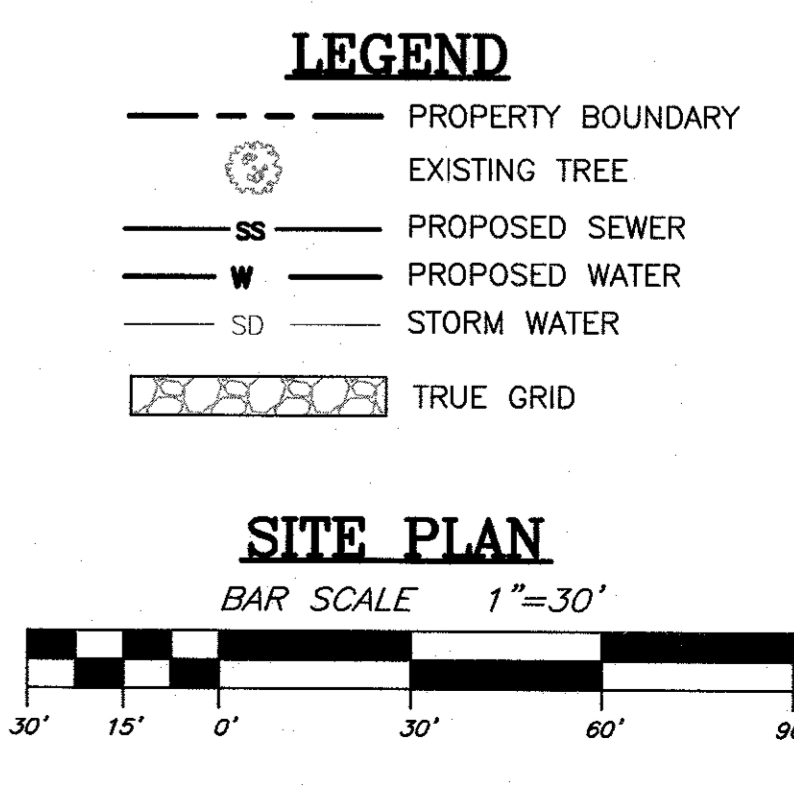 LEGEND
PROPERTY BOUNDARY
EXISTING TREE
SS PROPOSED SEWER
W PROPOSED WATER
SD STORM WATER
TRUE GRID
SITE PLAN
BAR SCALE 1"=30'
30' 15' 0' 30' 60'